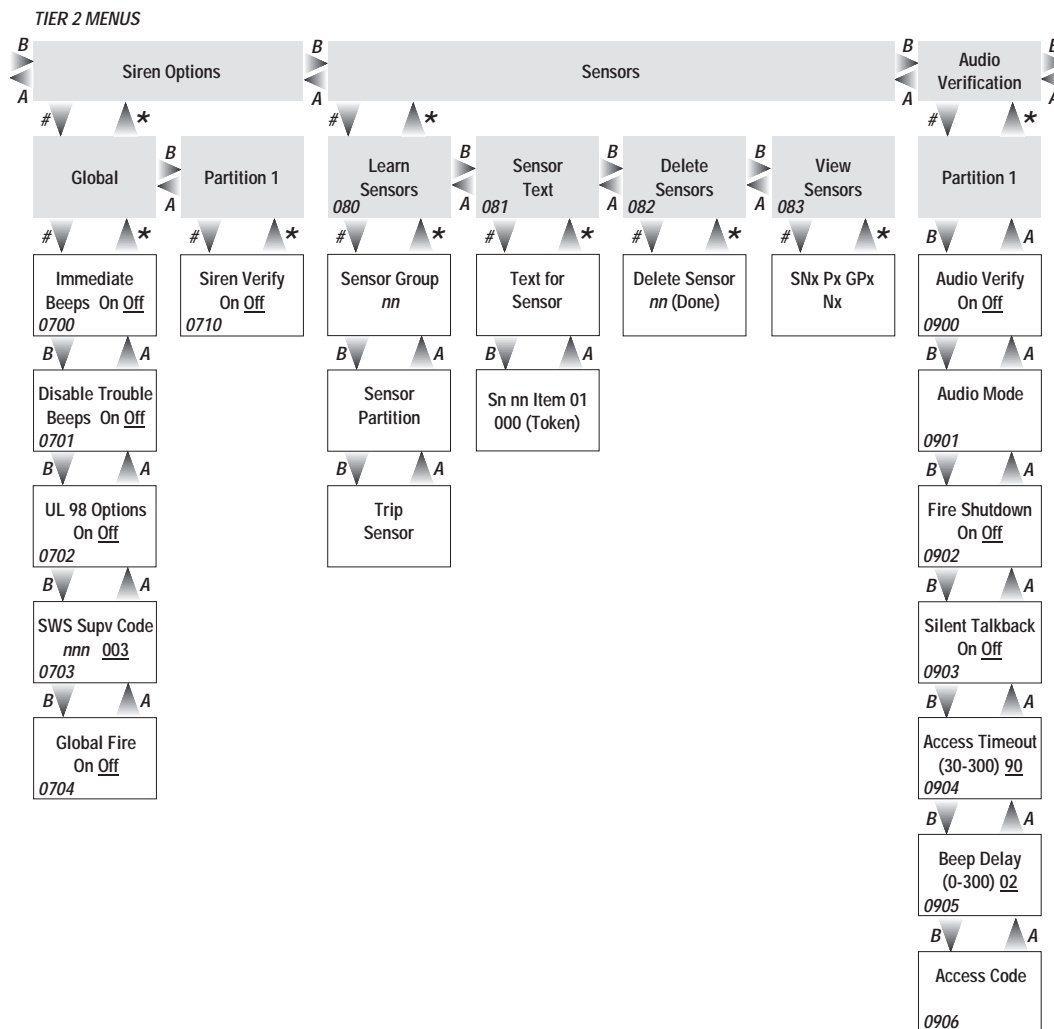 TIER 2 MENUS
B
A
Siren Options
B
A
Sensors
B
A
Audio
Verification
B
A
#
*
#
*
#
*
Global
B
A
Partition 1
Learn
Sensors
080
B
A
Sensor
Text
081
B
A
Delete
Sensors
082
B
A
View
Sensors
083
Partition 1
#
*
#
*
#
*
#
*
#
*
#
*
B
A
Immediate
Beeps On Off
0700
Siren Verify
On Off
0710
Sensor Group
nn
Text for
Sensor
Delete Sensor
nn (Done)
SNx Px GPx
Nx
Audio Verify
On Off
0900
B
A
B
A
B
A
B
A
Disable Trouble
Beeps On Off
0701
Sensor
Partition
Sn nn Item 01
000 (Token)
Audio Mode
0901
B
A
B
A
B
A
UL 98 Options
On Off
0702
Trip
Sensor
Fire Shutdown
On Off
0902
B
A
B
A
SWS Supv Code
nnn 003
0703
Silent Talkback
On Off
0903
B
A
B
A
Global Fire
On Off
0704
Access Timeout
(30-300) 90
0904
B
A
Beep Delay
(0-300) 02
0905
B
A
Access Code
0906